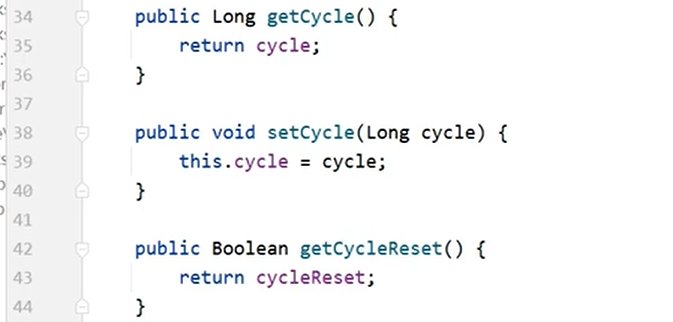 34 public Long getCycle() {
35 return cycle;
36 }
37
38 public void setCycle(Long cycle) {
39 this.cycle = cycle;
40 }
41
42 public Boolean getCycleReset() {
43 return cycleReset;
44 }